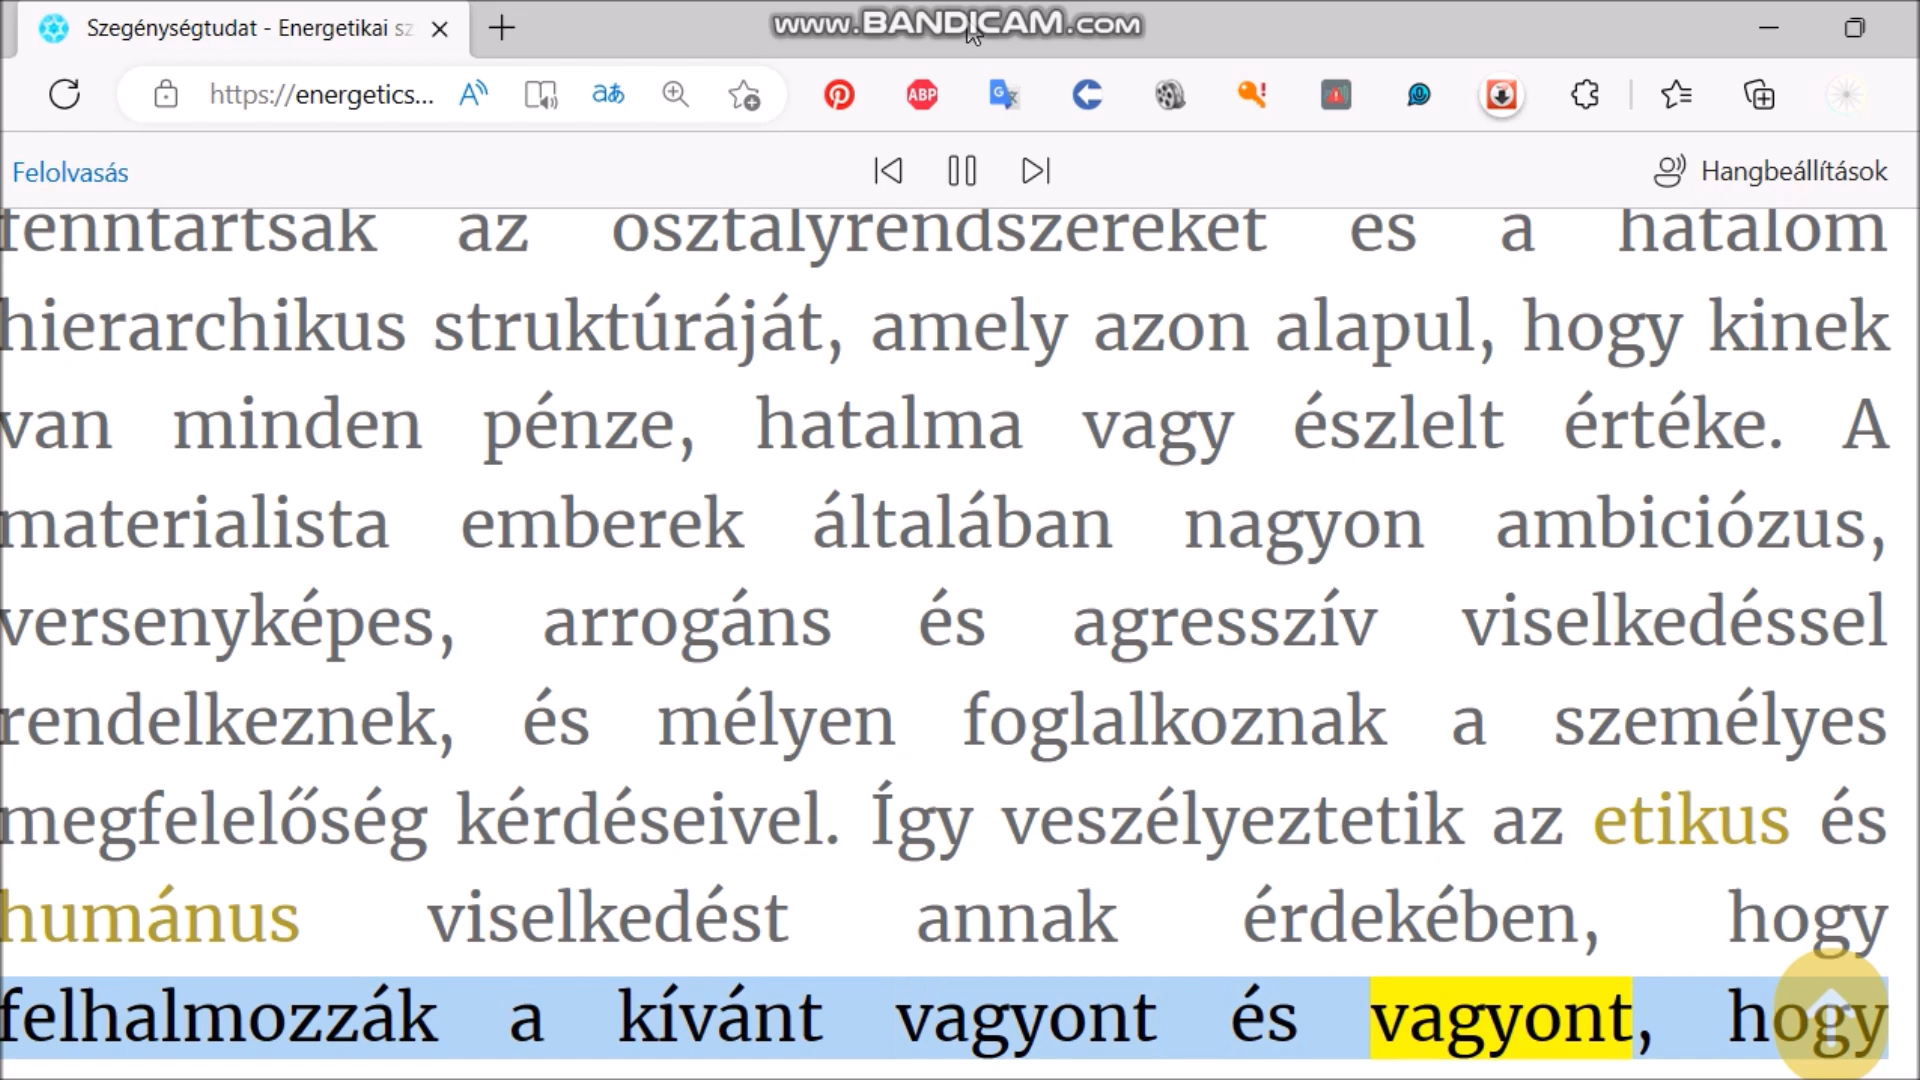 Szegénységtudat - Energetikai sz
www.BANDICAM.com
https://energetics...
ABP
Felolvasás
Hangbeállítások
fenntartsák az osztályrendszereket és a hatalom
hierarchikus struktúráját, amely azon alapul, hogy kinek
van minden pénze, hatalma vagy észlelt értéke. A
materialista emberek általában nagyon ambiciózus,
versenyképes, arrogáns és agresszív viselkedéssel
rendelkeznek, és mélyen foglalkoznak a személyes
megfelelőség kérdéseivel. Így veszélyeztetik az etikus és
humánus viselkedést annak érdekében, hogy
felhalmozzák a kívánt vagyont és vagyont, hogy